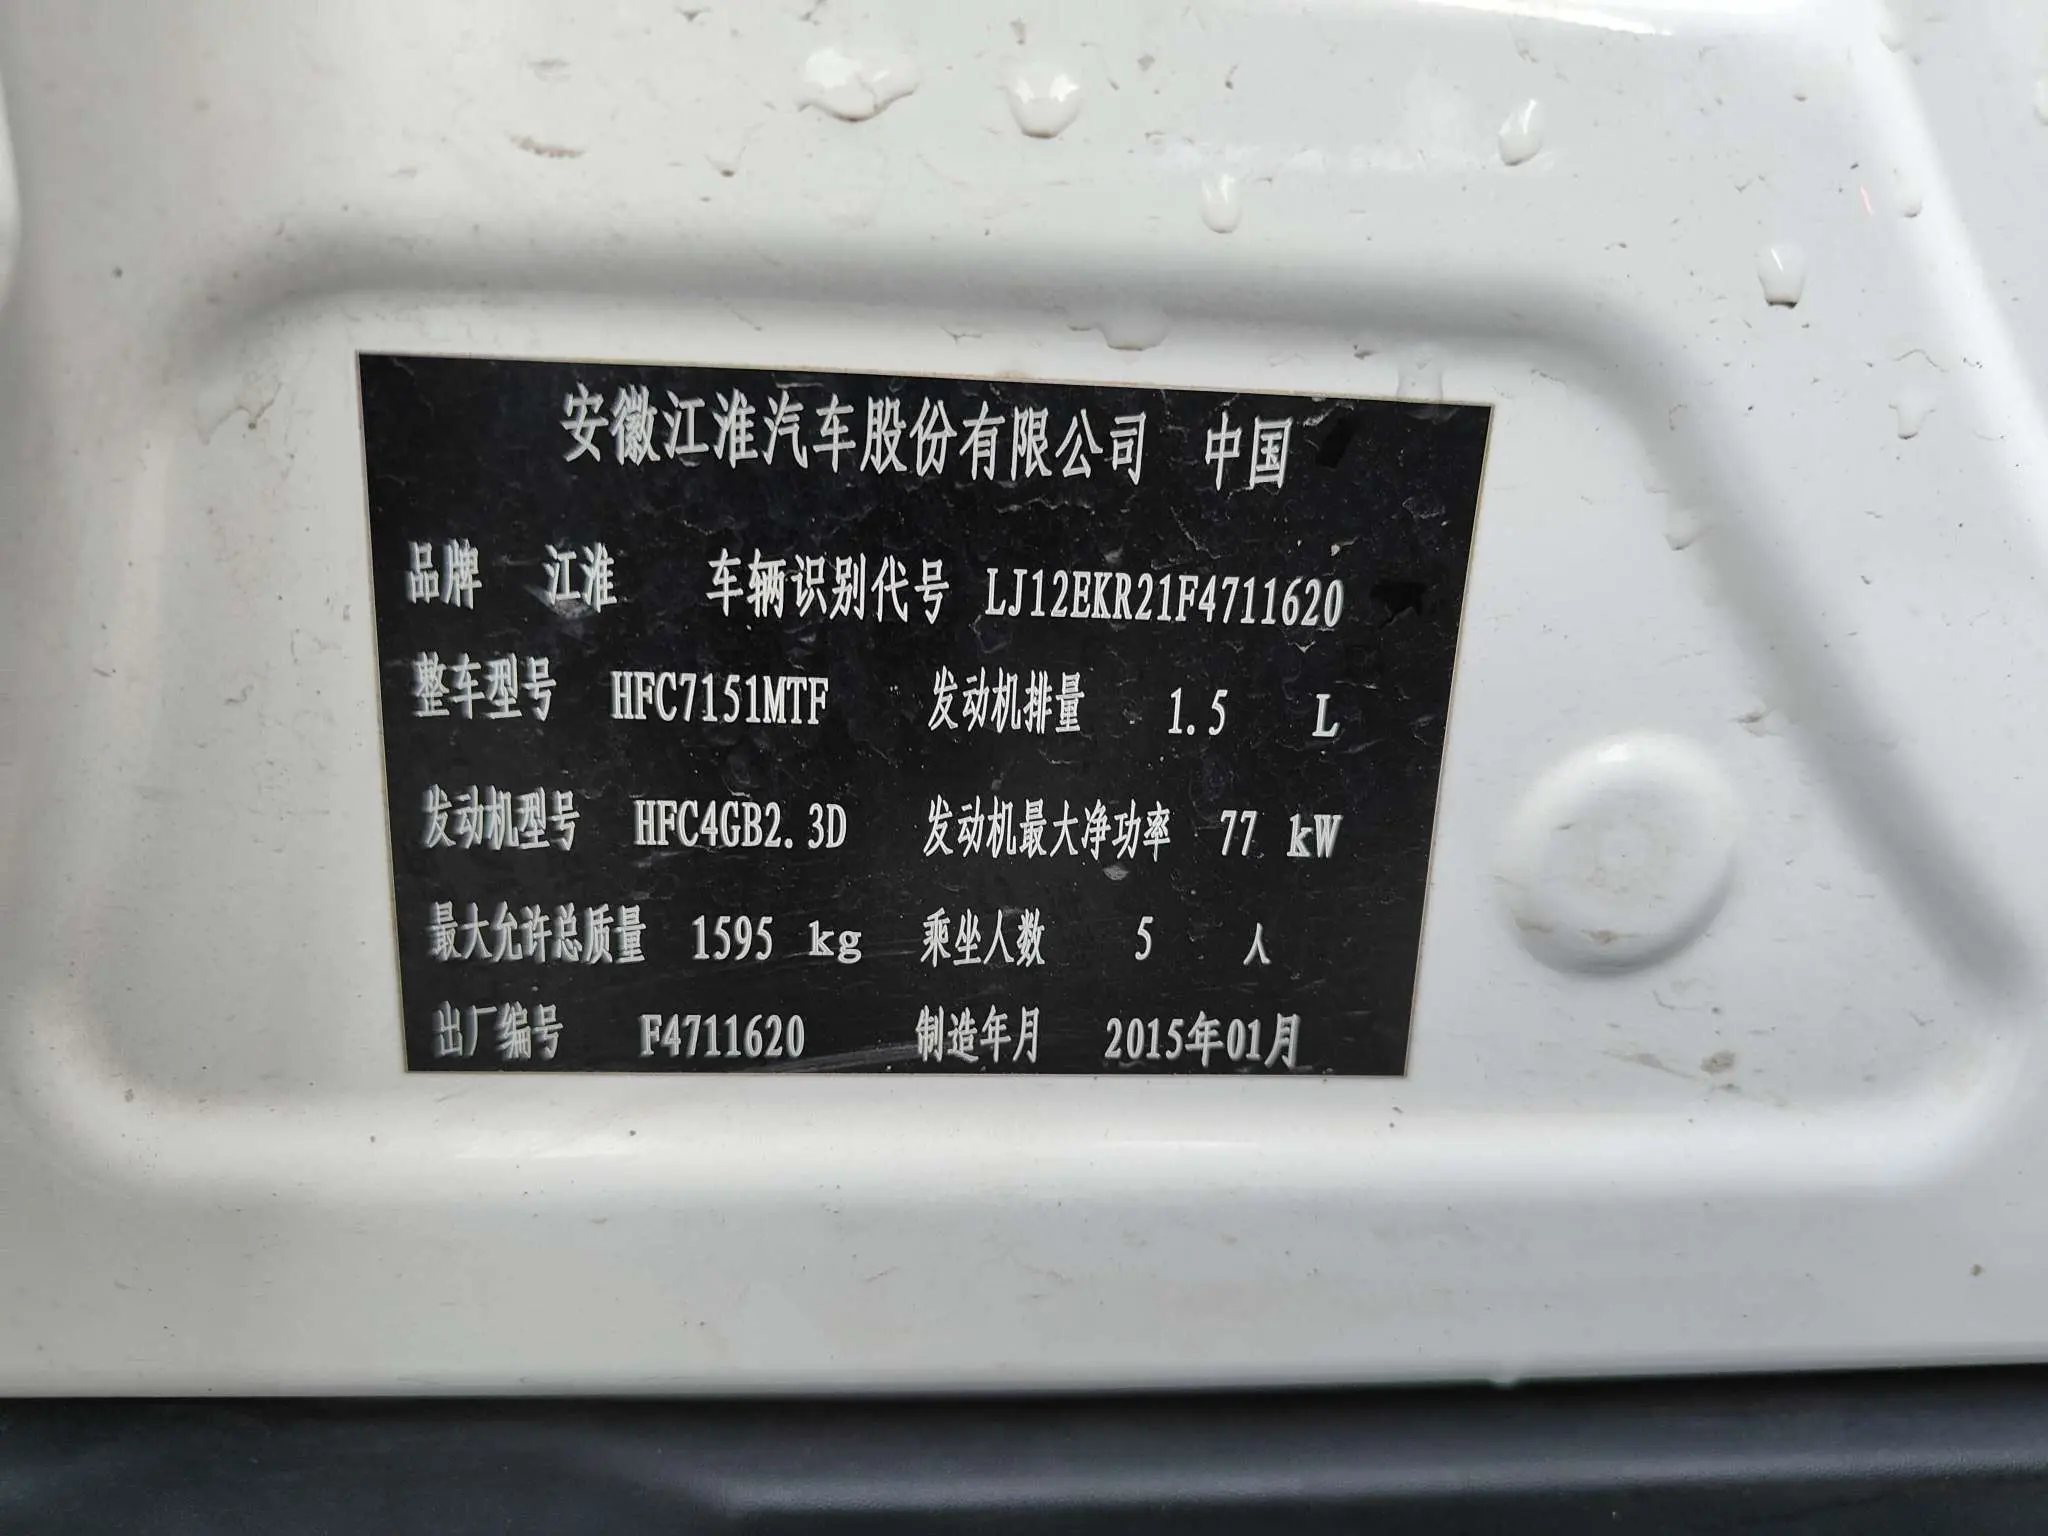 安徽江淮汽车股份有限公司 中国
品牌 江淮 车辆识别代号 LJ12EKR21F4711620
整车型号 HFC7151MTF 发动机排量 1.5 L
发动机型号 HFC4GB2.3D 发动机最大净功率 77 kW
最大允许总质量 1595 kg 乘坐人数 5 人
出厂编号 F4711620 制造年月 2015年01月